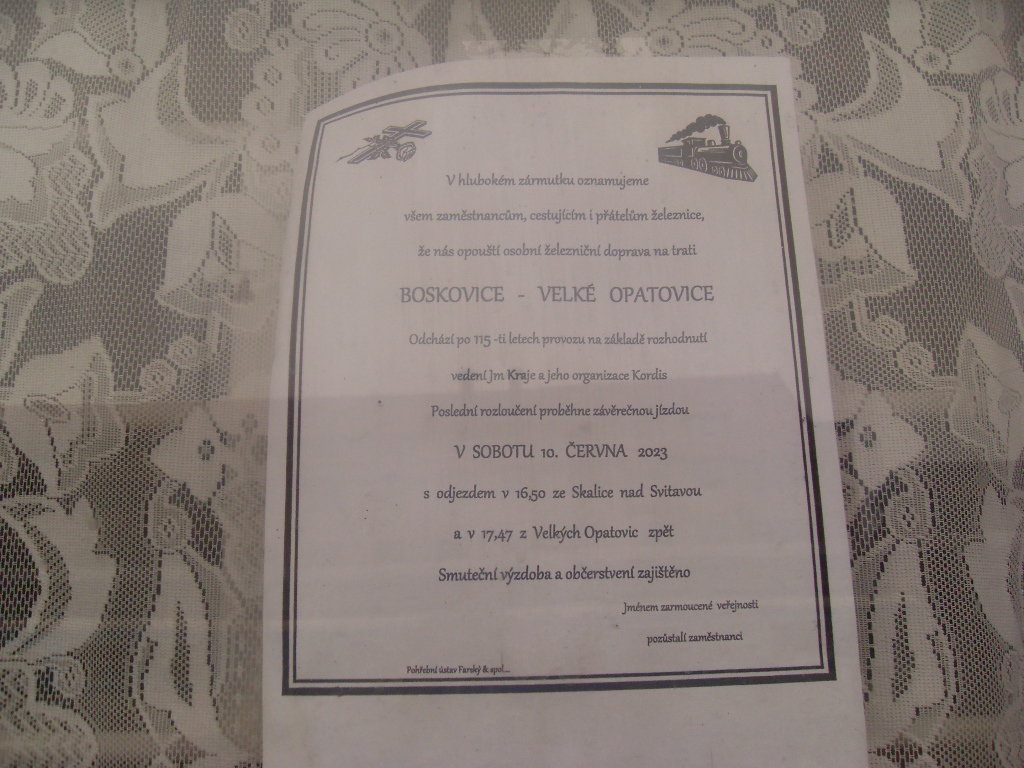 V hlubokém zármutku oznamujeme
všem zaměstnancům, cestujícím i přátelům železnice,
že nás opouští osobní železniční doprava na trati
BOSKOVICE - VELKÉ OPATOVICE
Odchází po 115 -ti letech provozu na základě rozhodnutí
vedení Jm Kraje a jeho organizace Kordis
Poslední rozloučení proběhne závěrečnou jízdou
V SOBOTU 10. ČERVNA 2023
s odjezdem v 16,50 ze Skalice nad Svitavou
a v 17,47 z Velkých Opatovic zpět
Smuteční výzdoba a občerstvení zajištěno
Jménem zarmoucené veřejnosti
pozůstalí zaměstnanci
Pohřební ústav Farský & spol...